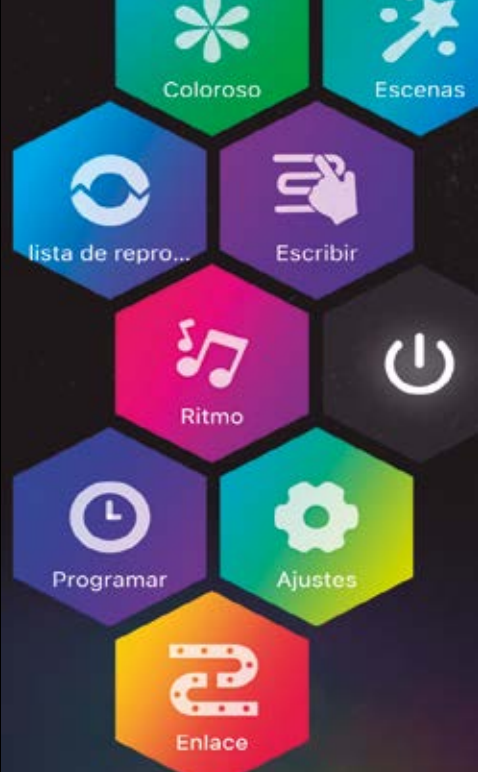 Coloroso
Escenas
lista de repro...
Escribir
Ritmo
Programar
Ajustes
Enlace